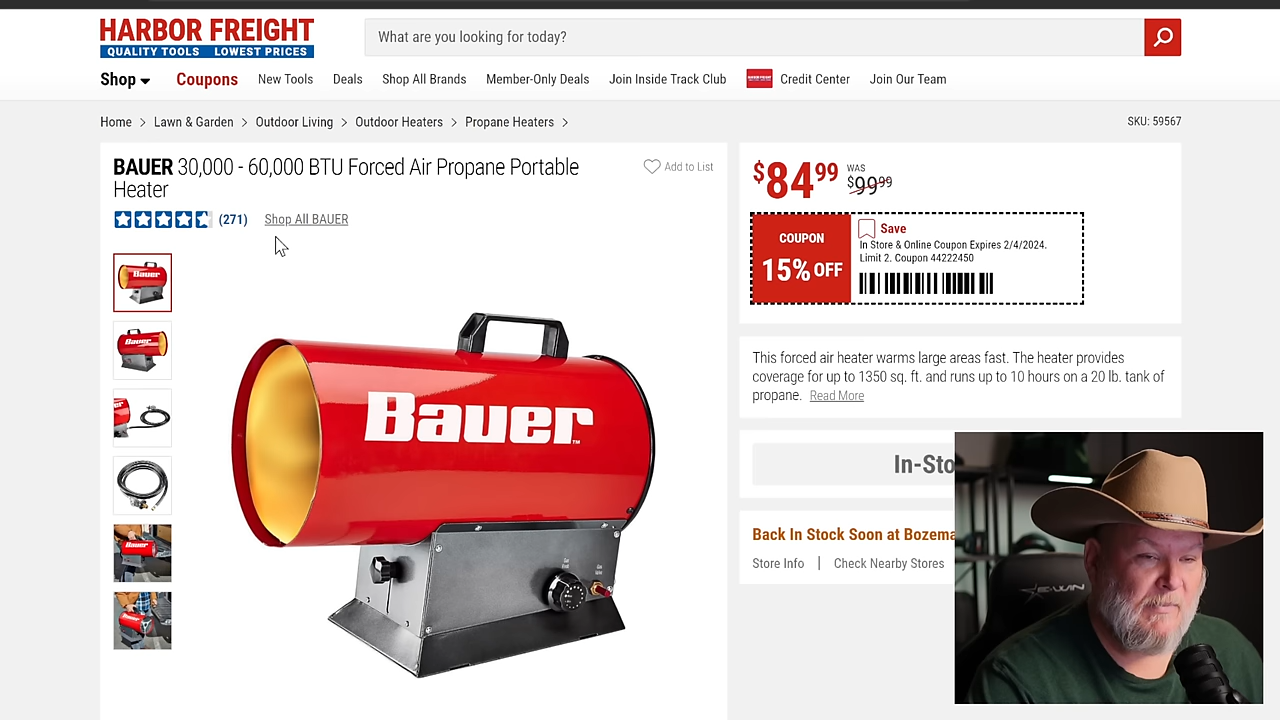 HARBOR FREIGHT
QUALITY TOOLS LOWEST PRICES
What are you looking for today?
Shop
Coupons
New Tools
Deals
Shop All Brands
Member-Only Deals
Join Inside Track Club
Credit Center
Join Our Team
Home > Lawn & Garden > Outdoor Living > Outdoor Heaters > Propane Heaters >
SKU: 59567
BAUER 30,000 - 60,000 BTU Forced Air Propane Portable
Heater
Add to List
(271)
Shop All BAUER
Bauer
$84 99
WAS
$99 99
COUPON
15% OFF
Save
In Store & Online Coupon Expires 2/4/2024.
Limit 2. Coupon 44222450
This forced air heater warms large areas fast. The heater provides
coverage for up to 1350 sq. ft. and runs up to 10 hours on a 20 lb. tank of
propane. Read More
In-Sto
Back In Stock Soon at Bozema
Store Info | Check Nearby Stores
E-WIN